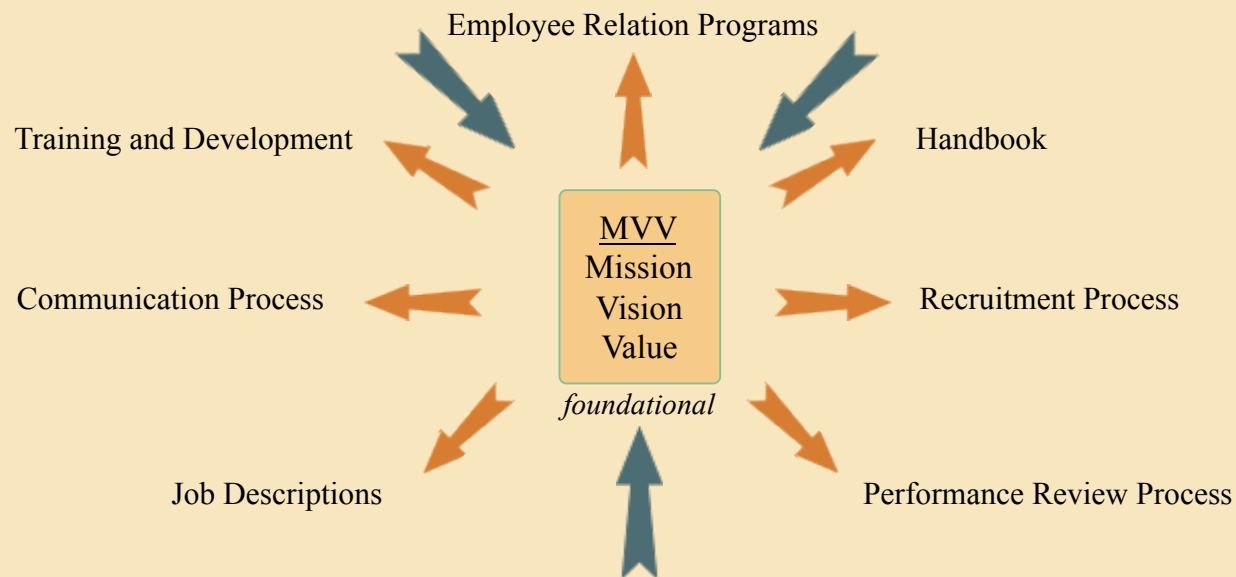 Employee Relation Programs
Training and Development
Handbook
MVV
Mission
Vision
Value
Communication Process
Recruitment Process
foundational
Job Descriptions
Performance Review Process